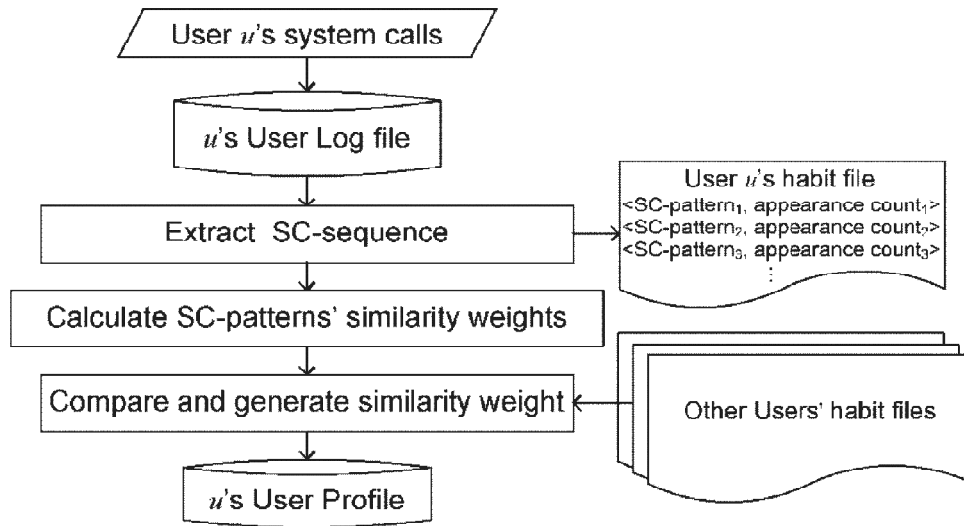 User u's system calls
u's User Log file
Extract SC-sequence
User u's habit file
<SC-pattern₁, appearance count₁>
<SC-pattern₂, appearance count₂>
<SC-pattern₃, appearance count₃>
⋮
Calculate SC-patterns' similarity weights
Compare and generate similarity weight
Other Users' habit files
u's User Profile